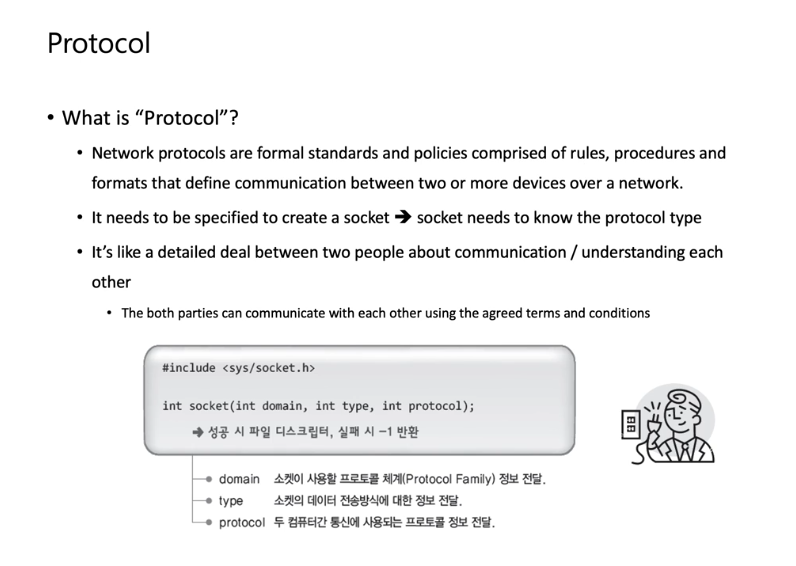 Protocol
• What is “Protocol”?
• Network protocols are formal standards and policies comprised of rules, procedures and
formats that define communication between two or more devices over a network.
• It needs to be specified to create a socket ➔ socket needs to know the protocol type
• It’s like a detailed deal between two people about communication / understanding each
other
• The both parties can communicate with each other using the agreed terms and conditions
#include <sys/socket.h>
int socket(int domain, int type, int protocol);
➔ 성공 시 파일 디스크립터, 실패 시 -1 반환
domain 소켓이 사용할 프로토콜 체계(Protocol Family) 정보 전달.
type 소켓의 데이터 전송방식에 대한 정보 전달.
protocol 두 컴퓨터간 통신에 사용되는 프로토콜 정보 전달.